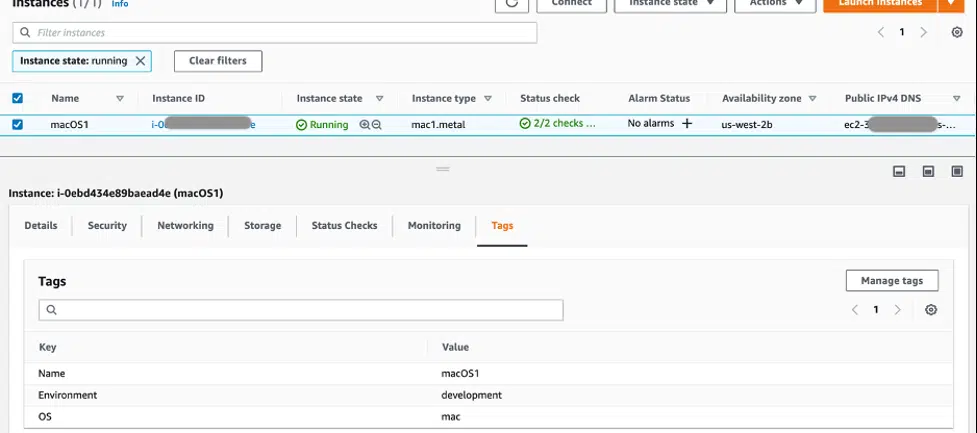 Instances (1/1) Info Connect Instance state Actions Launch instances
Filter instances 1
Instance state: running Clear filters
Name Instance ID Instance state Instance type Status check Alarm Status Availability zone Public IPv4 DNS
macOS1 i-0 e Running mac1.metal 2/2 checks ... No alarms + us-west-2b ec2-3 s-...
Instance: i-0ebd434e89baead4e (macOS1)
Details Security Networking Storage Status Checks Monitoring Tags
Tags Manage tags
1
Key Value
Name macOS1
Environment development
OS mac